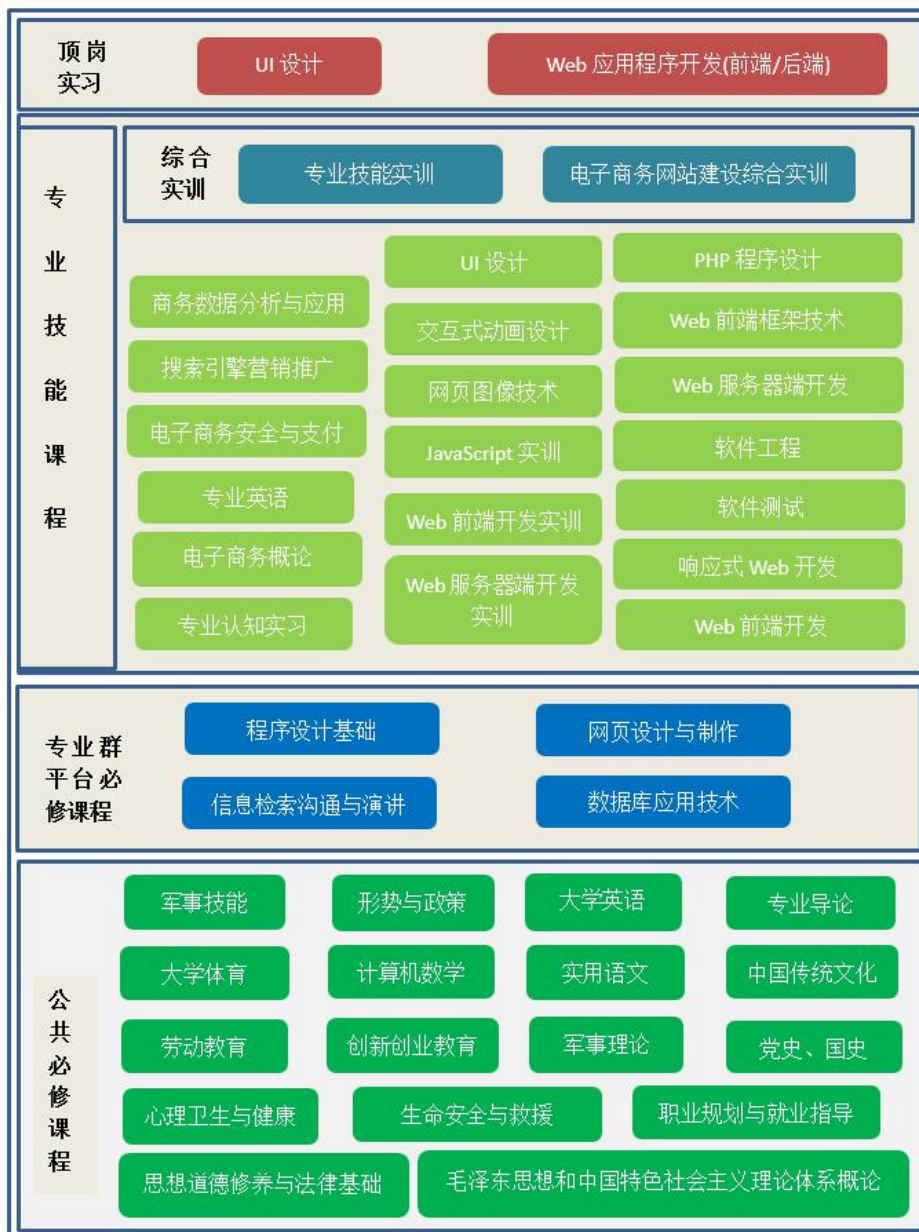 顶岗
实习
UI 设计
Web 应用程序开发(前端/后端)
专
业
技
能
课
程
综合
实训
专业技能实训
电子商务网站建设综合实训
商务数据分析与应用
搜索引擎营销推广
电子商务安全与支付
专业英语
电子商务概论
专业认知实习
UI 设计
交互式动画设计
网页图像技术
JavaScript 实训
Web 前端开发实训
Web 服务器端开发
实训
PHP 程序设计
Web 前端框架技术
Web 服务器端开发
软件工程
软件测试
响应式 Web 开发
Web 前端开发
专业群
平台必
修课程
程序设计基础
网页设计与制作
信息检索沟通与演讲
数据库应用技术
公
共
必
修
课
程
军事技能
形势与政策
大学英语
专业导论
大学体育
计算机数学
实用语文
中国传统文化
劳动教育
创新创业教育
军事理论
党史、国史
心理卫生与健康
生命安全与救援
职业规划与就业指导
思想道德修养与法律基础
毛泽东思想和中国特色社会主义理论体系概论